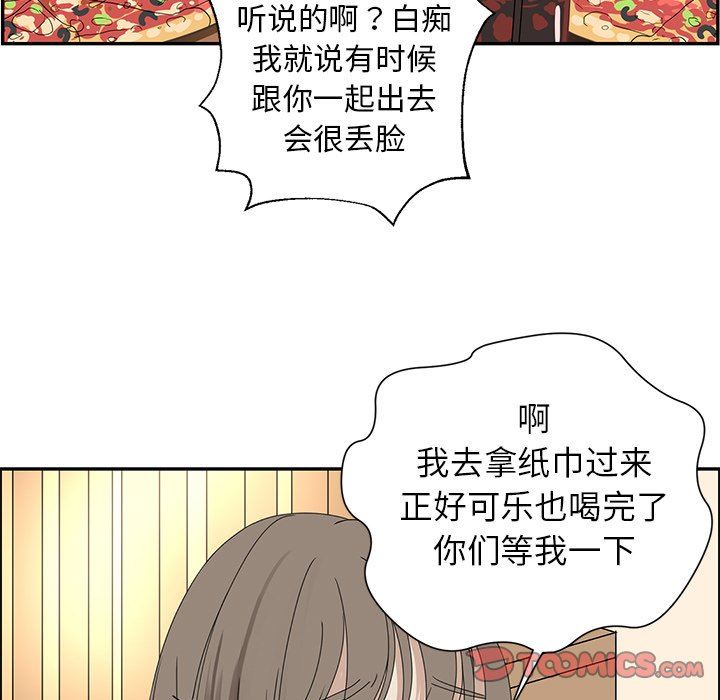 听说的啊？白痴
我就说有时候
跟你一起出去
会很丢脸
啊
我去拿纸巾过来
正好可乐也喝完了
你们等我一下
TOOMICS.COM